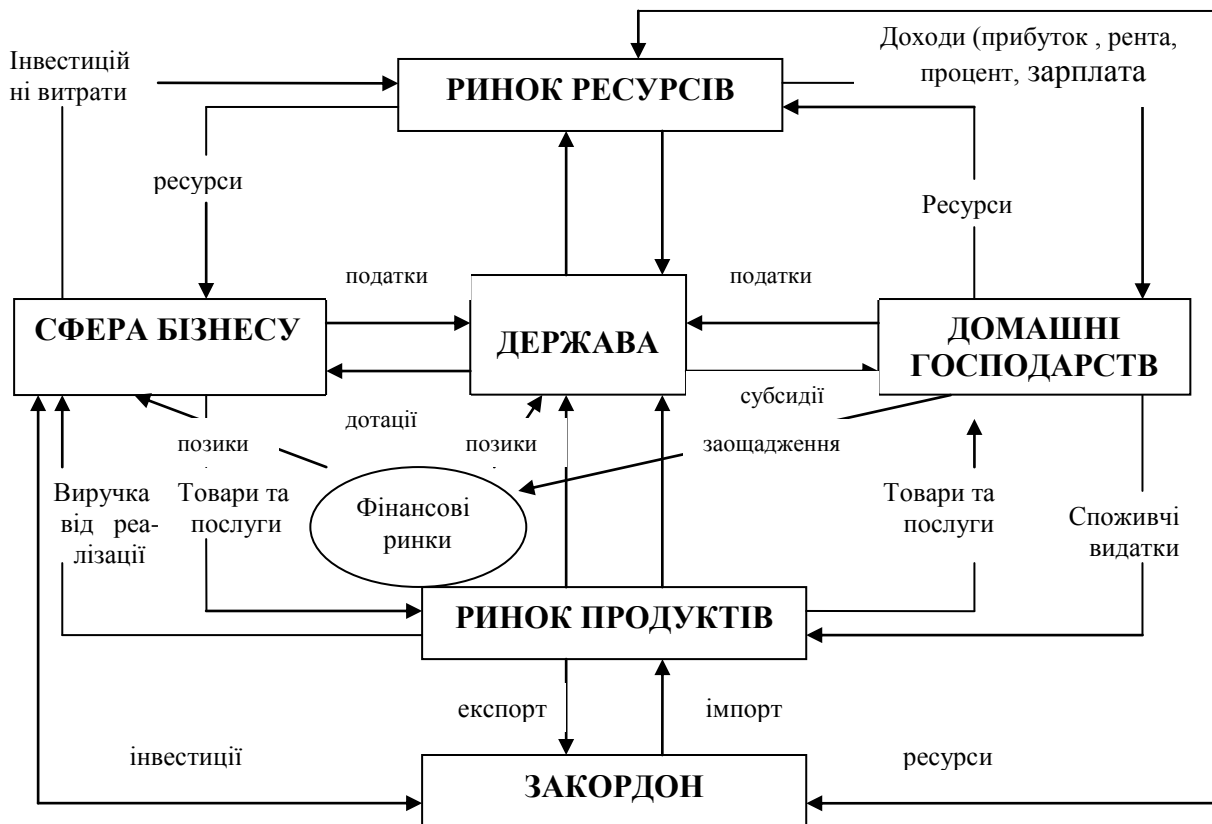 Інвестицій
ні витрати
РИНОК РЕСУРСІВ
Доходи (прибуток , рента,
процент, зарплата
ресурси
Ресурси
податки
податки
СФЕРА БІЗНЕСУ
ДЕРЖАВА
ДОМАШНІ
ГОСПОДАРСТВ
дотації
субсидії
позики
позики
заощадження
Виручка
від реа-
лізації
Товари та
послуги
Фінансові
ринки
Товари та
послуги
Споживчі
видатки
РИНОК ПРОДУКТІВ
експорт
імпорт
інвестиції
ресурси
ЗАКОРДОН